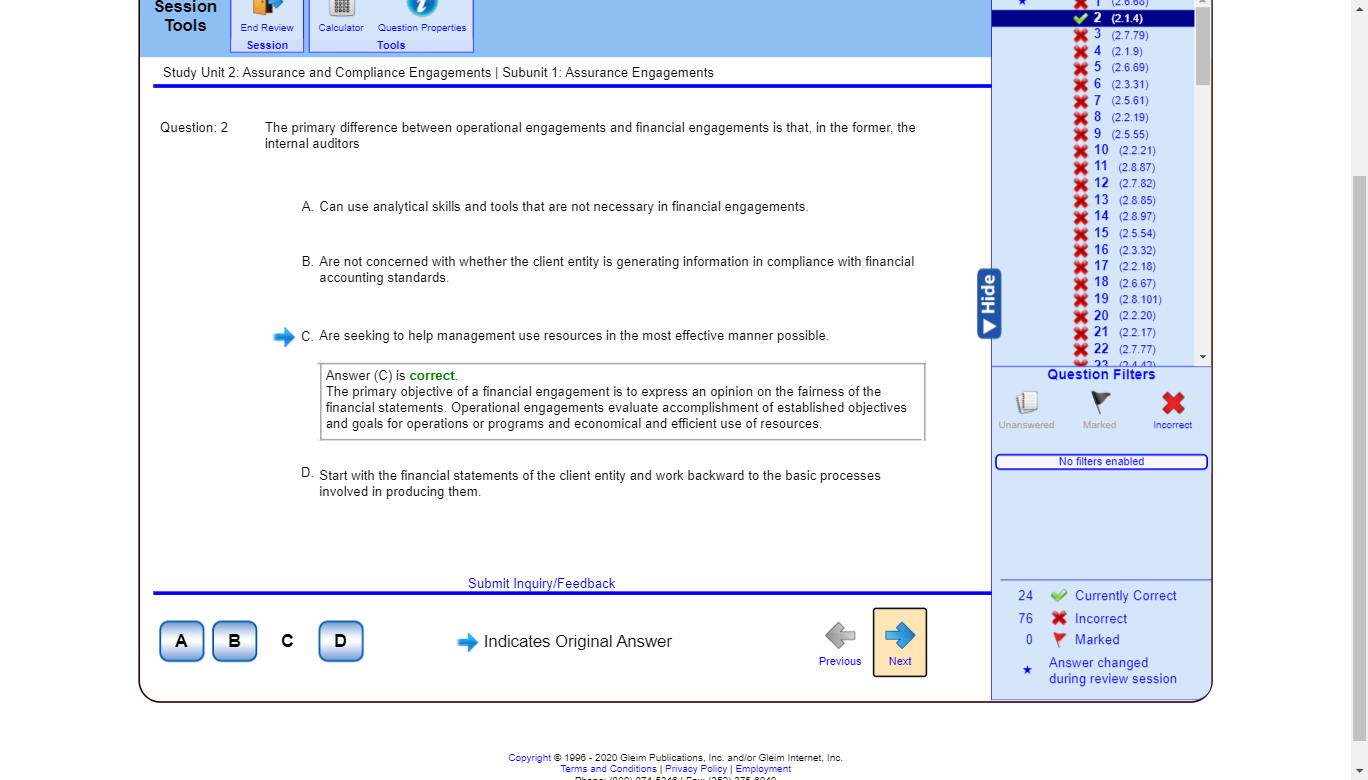 Session
Tools
End Review
Session
Calculator
Question Properties
Tools
Study Unit 2: Assurance and Compliance Engagements | Subunit 1: Assurance Engagements
Question: 2
The primary difference between operational engagements and financial engagements is that, in the former, the
internal auditors
A. Can use analytical skills and tools that are not necessary in financial engagements.
B. Are not concerned with whether the client entity is generating information in compliance with financial
accounting standards.
C. Are seeking to help management use resources in the most effective manner possible.
Answer (C) is correct.
The primary objective of a financial engagement is to express an opinion on the fairness of the
financial statements. Operational engagements evaluate accomplishment of established objectives
and goals for operations or programs and economical and efficient use of resources.
D. Start with the financial statements of the client entity and work backward to the basic processes
involved in producing them.
Submit Inquiry/Feedback
A
B
C
D
Indicates Original Answer
Previous
Next
1 (2.6.68)
2 (2.1.4)
3 (2.7.79)
4 (2.1.9)
5 (2.6.69)
6 (2.3.31)
7 (2.5.61)
8 (2.2.19)
9 (2.5.55)
10 (2.2.21)
11 (2.8.87)
12 (2.7.82)
13 (2.8.85)
14 (2.8.97)
15 (2.5.54)
16 (2.3.32)
17 (2.2.18)
18 (2.6.67)
19 (2.8.101)
20 (2.2.20)
21 (2.2.17)
22 (2.7.77)
23 (2.4.42)
Hide
Question Filters
Unanswered
Marked
Incorrect
No filters enabled
24 Currently Correct
76 Incorrect
0 Marked
Answer changed
during review session
Copyright © 1996 - 2020 Gleim Publications, Inc. and/or Gleim Internet, Inc.
Terms and Conditions | Privacy Policy | Employment